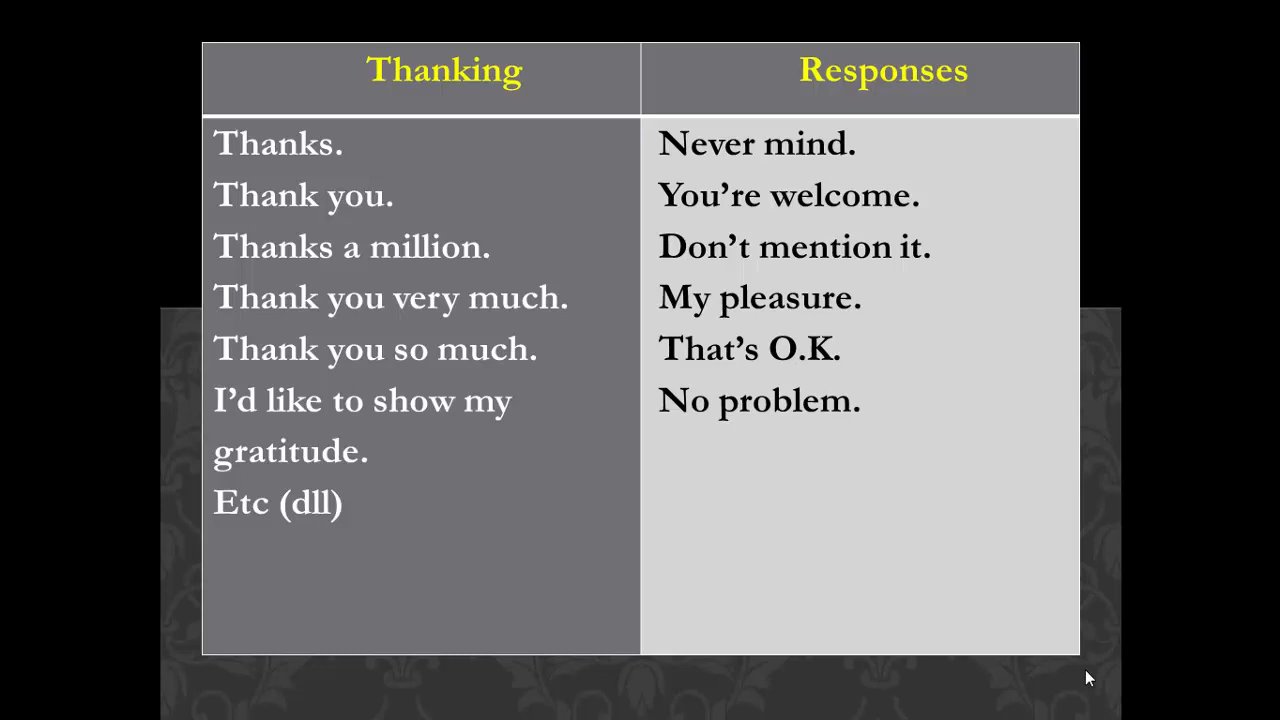 Thanking
Responses
Thanks.
Thank you.
Thanks a million.
Thank you very much.
Thank you so much.
I’d like to show my
gratitude.
Etc (dll)
Never mind.
You’re welcome.
Don’t mention it.
My pleasure.
That’s O.K.
No problem.